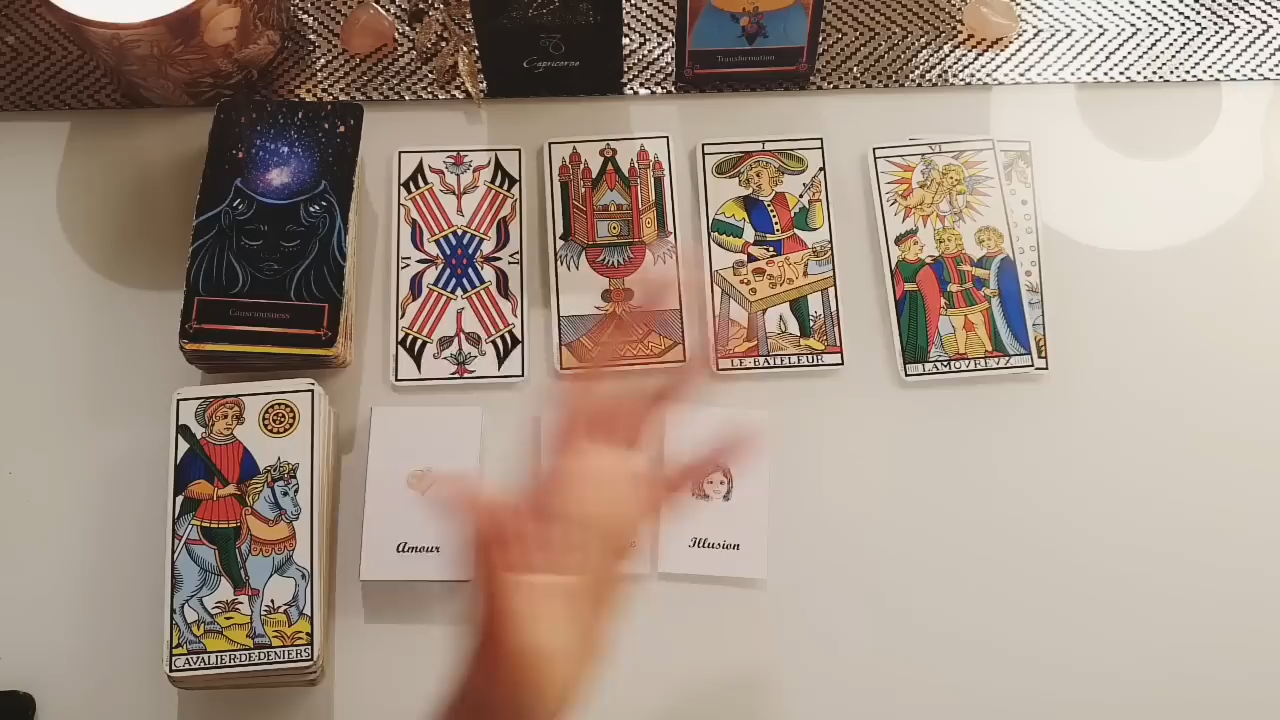 Capricorne
Transformation
Consciousness
VI
VI
I
LE·BATELEUR
VI
LAMOVREVX
CAVALIER·DE·DENIERS
Amour
Illusion